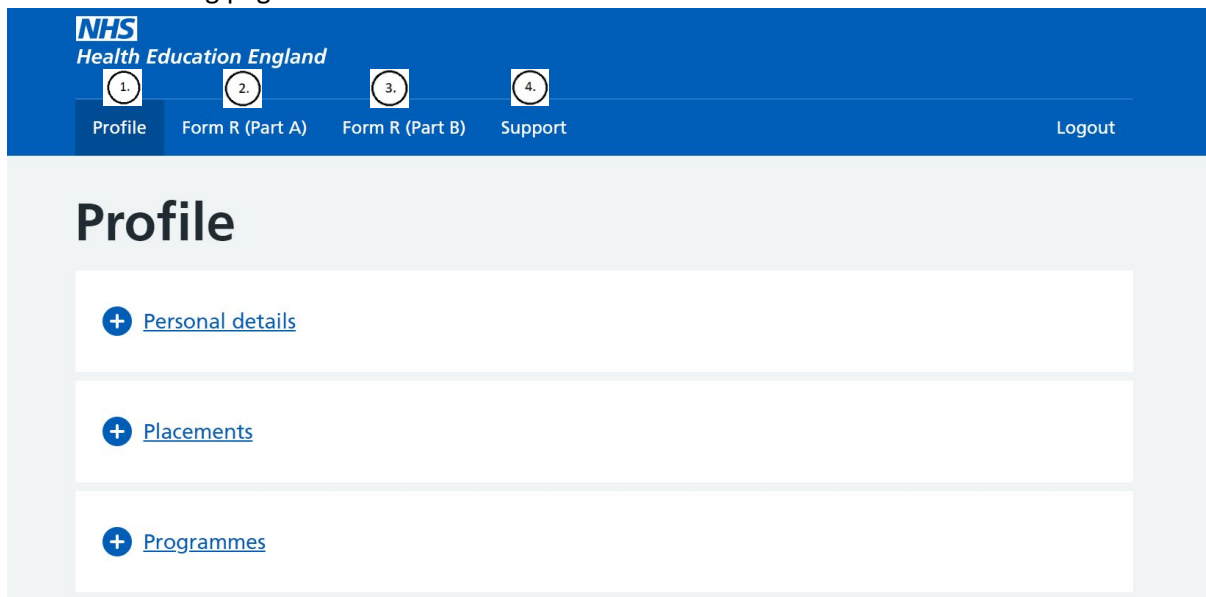 NHS
Health Education England
1. 2. 3. 4.
Profile Form R (Part A) Form R (Part B) Support Logout
Profile
Personal details
Placements
Programmes